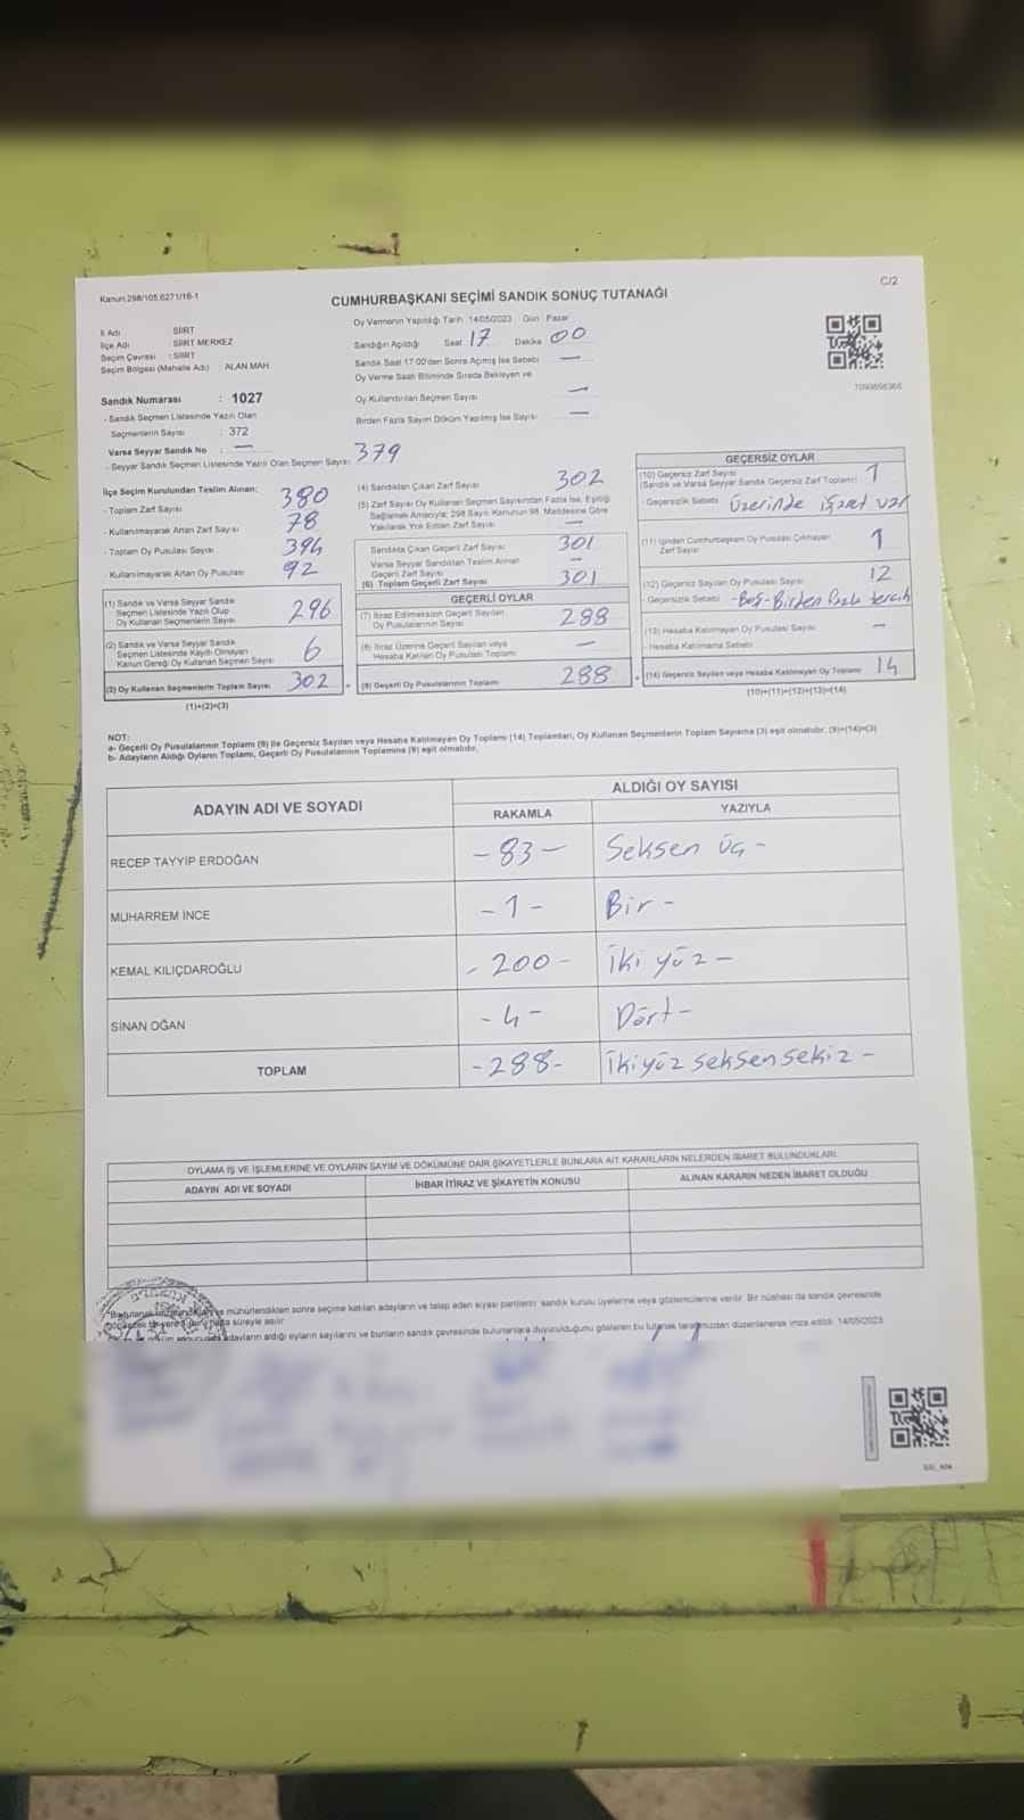 Kanun:298/105,6271/16-1
C/2
CUMHURBAŞKANI SEÇİMİ SANDIK SONUÇ TUTANAĞI
İl Adı SİİRT
İlçe Adı SİİRT MERKEZ
Seçim Çevresi : SİİRT
Seçim Bölgesi (Mahalle Adı) : ALAN MAH.
Sandık Numarası : 1027
- Sandık Seçmen Listesinde Yazılı Olan
Seçmenlerin Sayısı : 372
Varsa Seyyar Sandık No : —
- Seyyar Sandık Seçmen Listesinde Yazılı Olan Seçmen Sayısı: 379
Oy Vermenin Yapıldığı Tarih: 14/05/2023 Gün: Pazar
Sandığın Açıldığı Saat 17 Dakika 00
Sandık Saat 17:00'den Sonra Açılmış İse Sebebi —
Oy Verme Saati Bitiminde Sırada Bekleyen ve
Oy Kullandırılan Seçmen Sayısı —
Birden Fazla Sayım Döküm Yapılmış İse Sayısı —
7090898366
İlçe Seçim Kurulundan Teslim Alınan:
- Toplam Zarf Sayısı 380
- Kullanılmayarak Artan Zarf Sayısı 78
- Toplam Oy Pusulası Sayısı 394
- Kullanılmayarak Artan Oy Pusulası 92
(1) Sandık ve Varsa Seyyar Sandık
Seçmen Listesinde Yazılı Olup
Oy Kullanan Seçmenlerin Sayısı 296
(2) Sandık ve Varsa Seyyar Sandık
Seçmen Listesinde Kayıtlı Olmayan
Kanun Gereği Oy Kullanan Seçmen Sayısı 6
(3) Oy Kullanan Seçmenlerin Toplam Sayısı 302
(1)+(2)=(3)
(4) Sandıktan Çıkan Zarf Sayısı 302
(5) Zarf Sayısı Oy Kullanan Seçmen Sayısından Fazla İse, Eşitliği
Sağlamak Amacıyla; 298 Sayılı Kanunun 98. Maddesine Göre
Yakılarak Yok Edilen Zarf Sayısı —
Sandıkta Çıkan Geçerli Zarf Sayısı 301
Varsa Seyyar Sandıktan Teslim Alınan
Geçerli Zarf Sayısı —
(6) Toplam Geçerli Zarf Sayısı 301
GEÇERLİ OYLAR
(7) İtiraz Edilmeksizin Geçerli Sayılan
Oy Pusulalarının Sayısı 288
(8) İtiraz Üzerine Geçerli Sayılan veya
Hesaba Katılan Oy Pusulası Toplamı —
(9) Geçerli Oy Pusulalarının Toplamı 288
GEÇERSİZ OYLAR
(10) Geçersiz Zarf Sayısı
(Sandık ve Varsa Seyyar Sandık Geçersiz Zarf Toplamı) 1
- Geçersizlik Sebebi üzerinde işaret var
(11) İçinden Cumhurbaşkanı Oy Pusulası Çıkmayan
Zarf Sayısı 1
(12) Geçersiz Sayılan Oy Pusulası Sayısı 12
- Geçersizlik Sebebi -Boş-Birden fazla tercih
(13) Hesaba Katılmayan Oy Pusulası Sayısı —
- Hesaba Katılmama Sebebi
(14) Geçersiz Sayılan veya Hesaba Katılmayan Oy Toplamı 14
(10)+(11)+(12)+(13)=(14)
NOT:
a- Geçerli Oy Pusulalarının Toplamı (9) ile Geçersiz Sayılan veya Hesaba Katılmayan Oy Toplamı (14) Toplamları, Oy Kullanan Seçmenlerin Toplam Sayısına (3) eşit olmalıdır. (9)+(14)=(3)
b- Adayların Aldığı Oyların Toplamı, Geçerli Oy Pusulalarının Toplamına (9) eşit olmalıdır.
ADAYIN ADI VE SOYADI
ALDIĞI OY SAYISI
RAKAMLA YAZIYLA
RECEP TAYYİP ERDOĞAN -83- Seksen üç -
MUHARREM İNCE -1- Bir -
KEMAL KILIÇDAROĞLU -200- İki yüz -
SİNAN OĞAN -4- Dört -
TOPLAM -288- İkiyüz seksensekiz -
OYLAMA İŞ VE İŞLEMLERİNE VE OYLARIN SAYIM VE DÖKÜMÜNE DAİR ŞİKAYETLERLE BUNLARA AİT KARARLARIN NELERDEN İBARET BULUNDUKLARI
ADAYIN ADI VE SOYADI İHBAR İTİRAZ VE ŞİKAYETİN KONUSU ALINAN KARARIN NEDEN İBARET OLDUĞU
mühürlendikten sonra seçime katılan adayların ve talep eden siyasi partilerin sandık kurulu üyelerine veya gözlemcilerine verilir. Bir nüshası da sandık çevresinde
süreyle asılır.
adayların aldığı oyların sayılarını ve bunların sandık çevresinde bulunanlara duyurulduğunu gösteren bu tutanak tarafımızdan düzenlenerek imza edildi. 14/05/2023